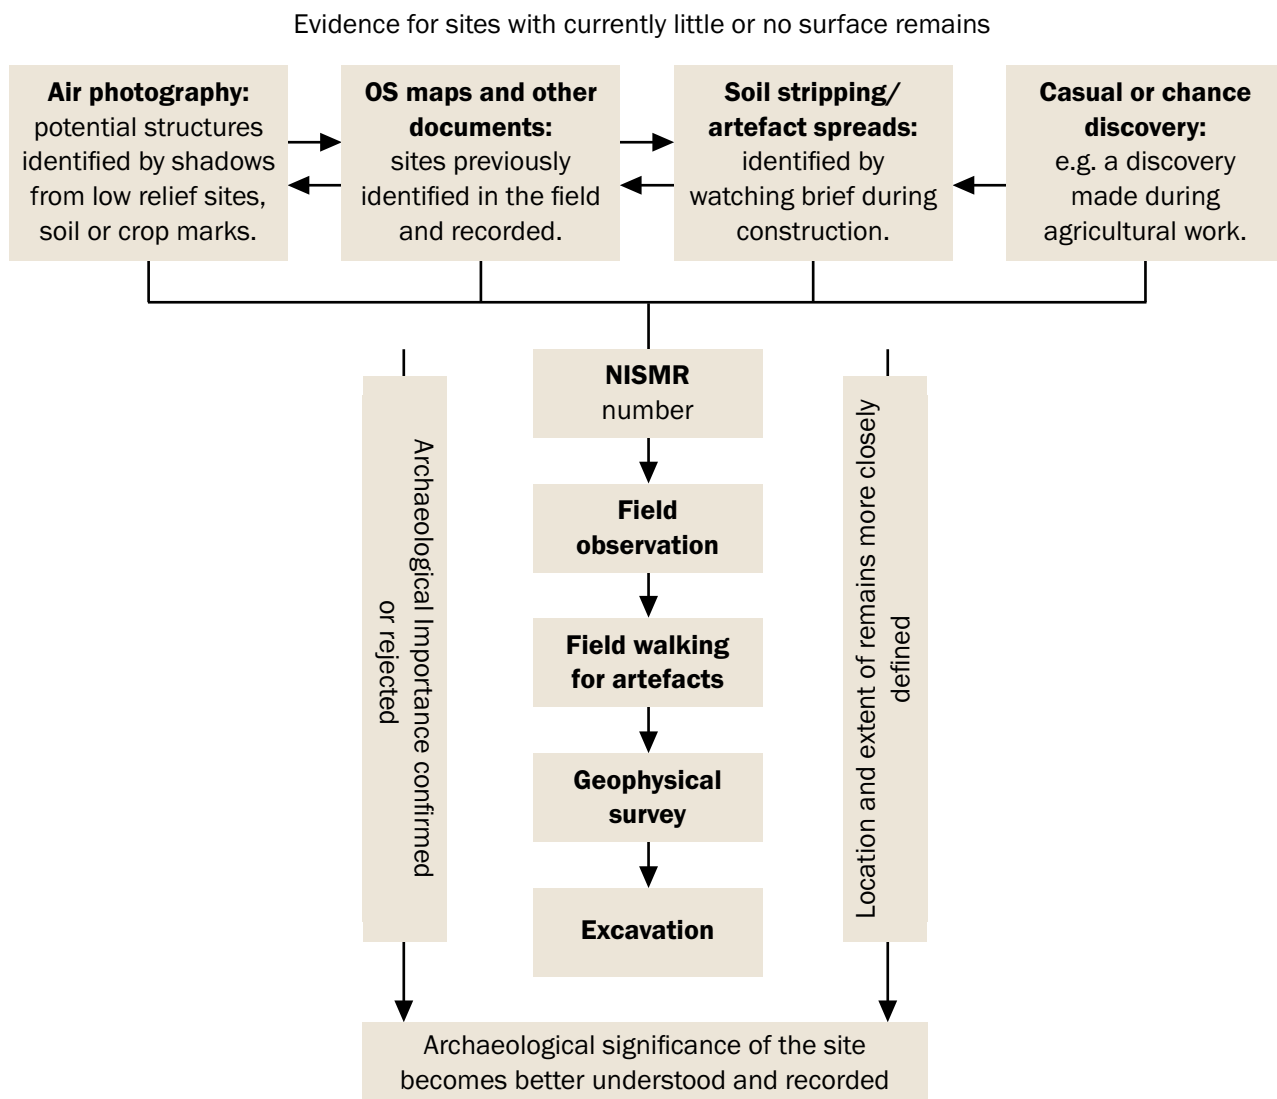 Evidence for sites with currently little or no surface remains
Air photography:
potential structures
identified by shadows
from low relief sites,
soil or crop marks.
OS maps and other
documents:
sites previously
identified in the field
and recorded.
Soil stripping/
artefact spreads:
identified by
watching brief during
construction.
Casual or chance
discovery:
e.g. a discovery
made during
agricultural work.
NISMR
number
Field
observation
Field walking
for artefacts
Geophysical
survey
Excavation
Archaeological Importance confirmed
or rejected
Location and extent of remains more closely
defined
Archaeological significance of the site
becomes better understood and recorded